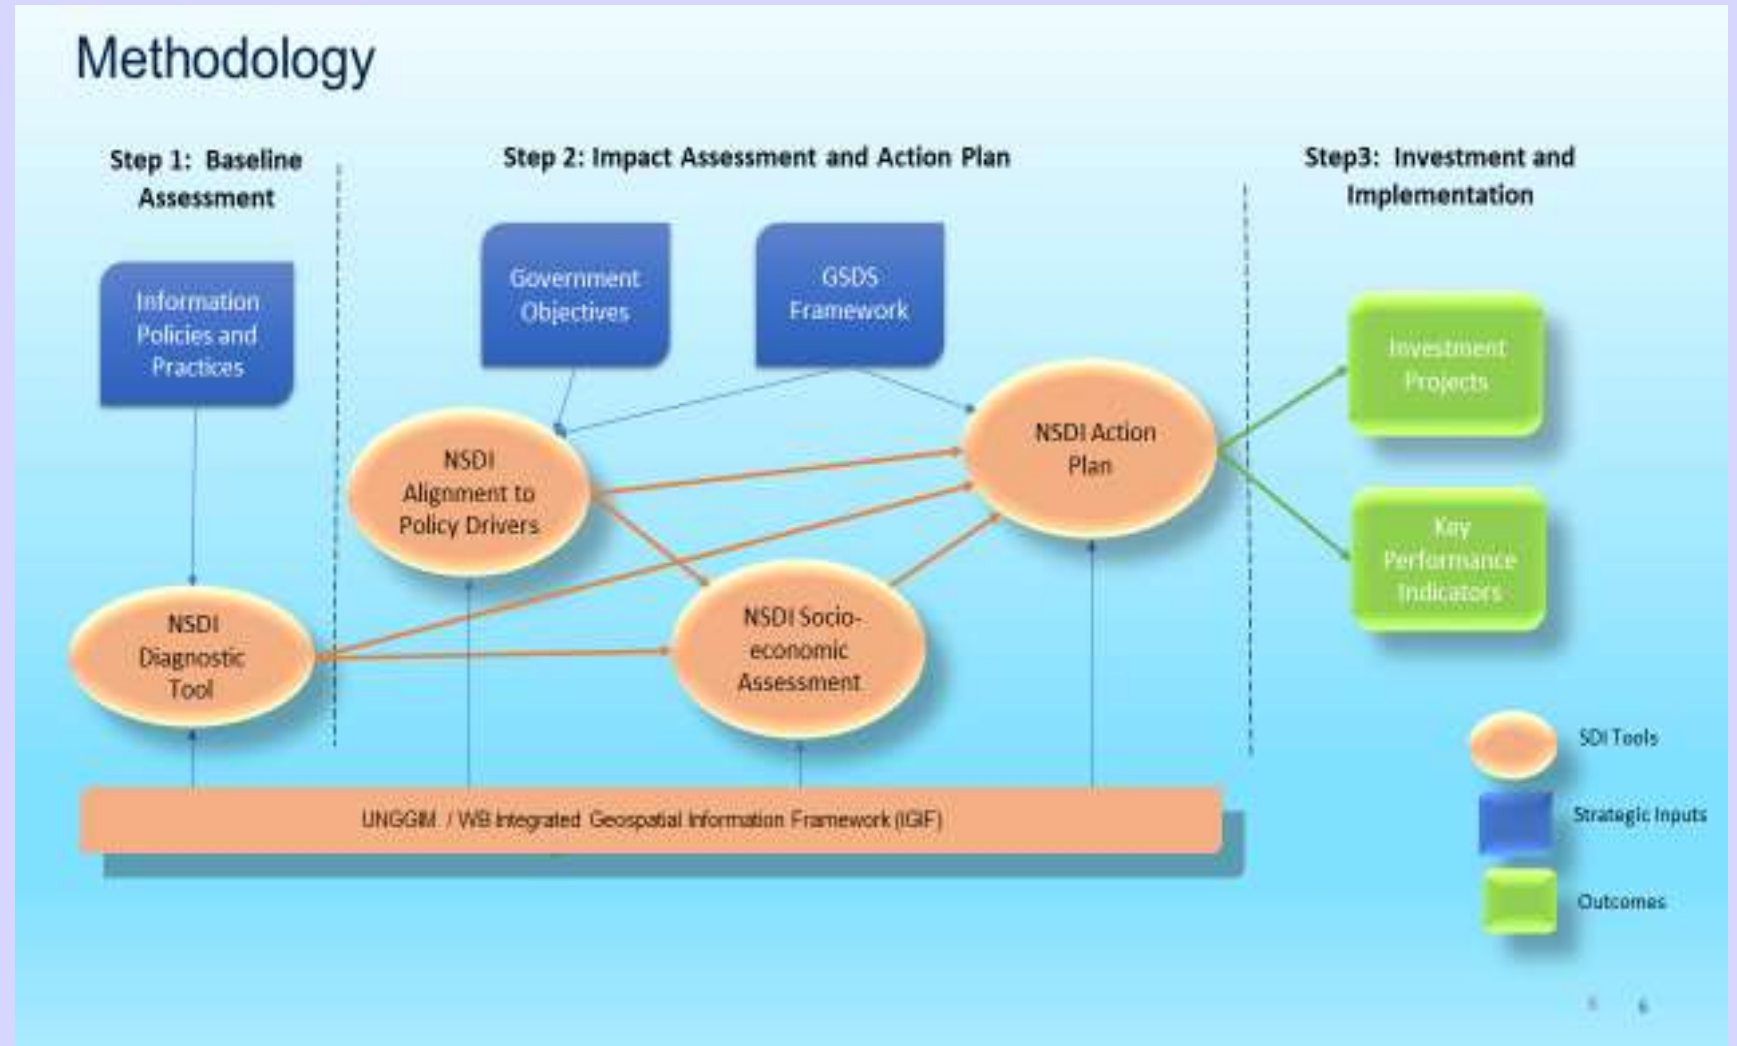 Methodology
Step 1: Baseline
Assessment
Step 2: Impact Assessment and Action Plan
Step3: Investment and
Implementation
Information
Policies and
Practices
Government
Objectives
GSDS
Framework
Investment
Projects
NSDI Action
Plan
NSDI
Alignment to
Policy Drivers
Key
Performance
Indicators
NSDI
Diagnostic
Tool
NSDI Socio-
economic
Assessment
SDI Tools
Strategic Inputs
Outcomes
UNGGIM / WB Integrated Geospatial Information Framework (IGIF)
6